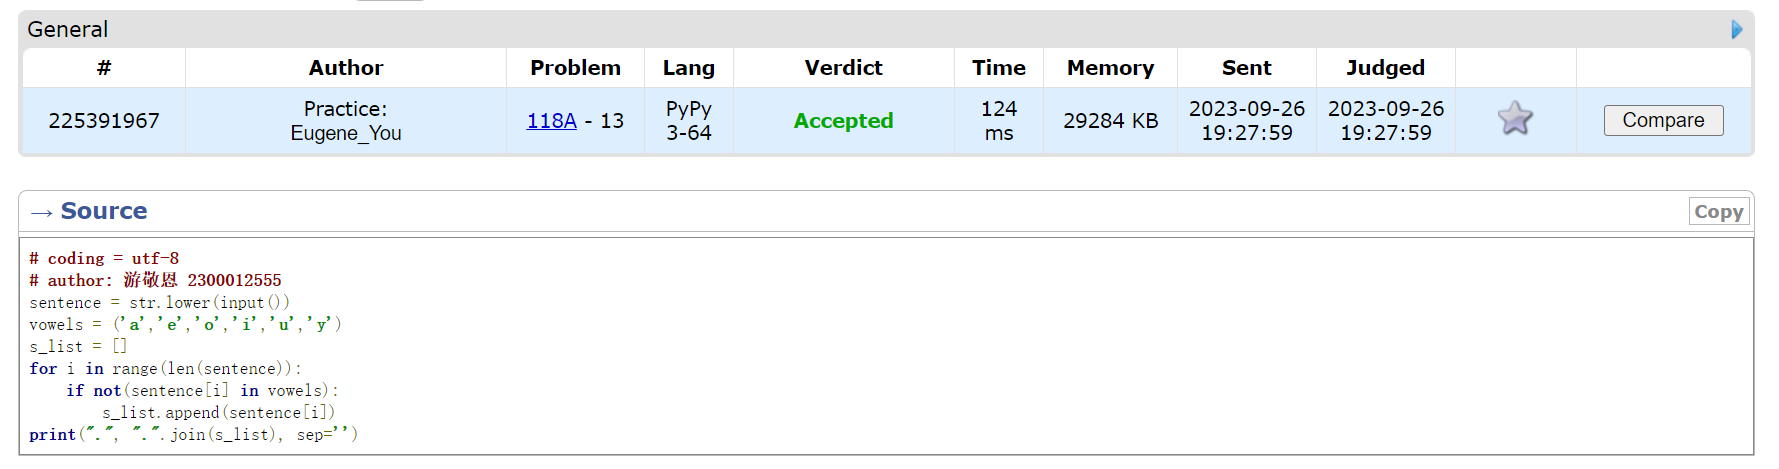 General
# Author Problem Lang Verdict Time Memory Sent Judged
225391967 Practice: Eugene_You 118A - 13 PyPy 3-64 Accepted 124 ms 29284 KB 2023-09-26 19:27:59 2023-09-26 19:27:59 Compare
→ Source Copy
# coding = utf-8
# author: 游敬恩 2300012555
sentence = str.lower(input())
vowels = ('a','e','o','i','u','y')
s_list = []
for i in range(len(sentence)):
    if not(sentence[i] in vowels):
        s_list.append(sentence[i])
print(".", ".".join(s_list), sep='')